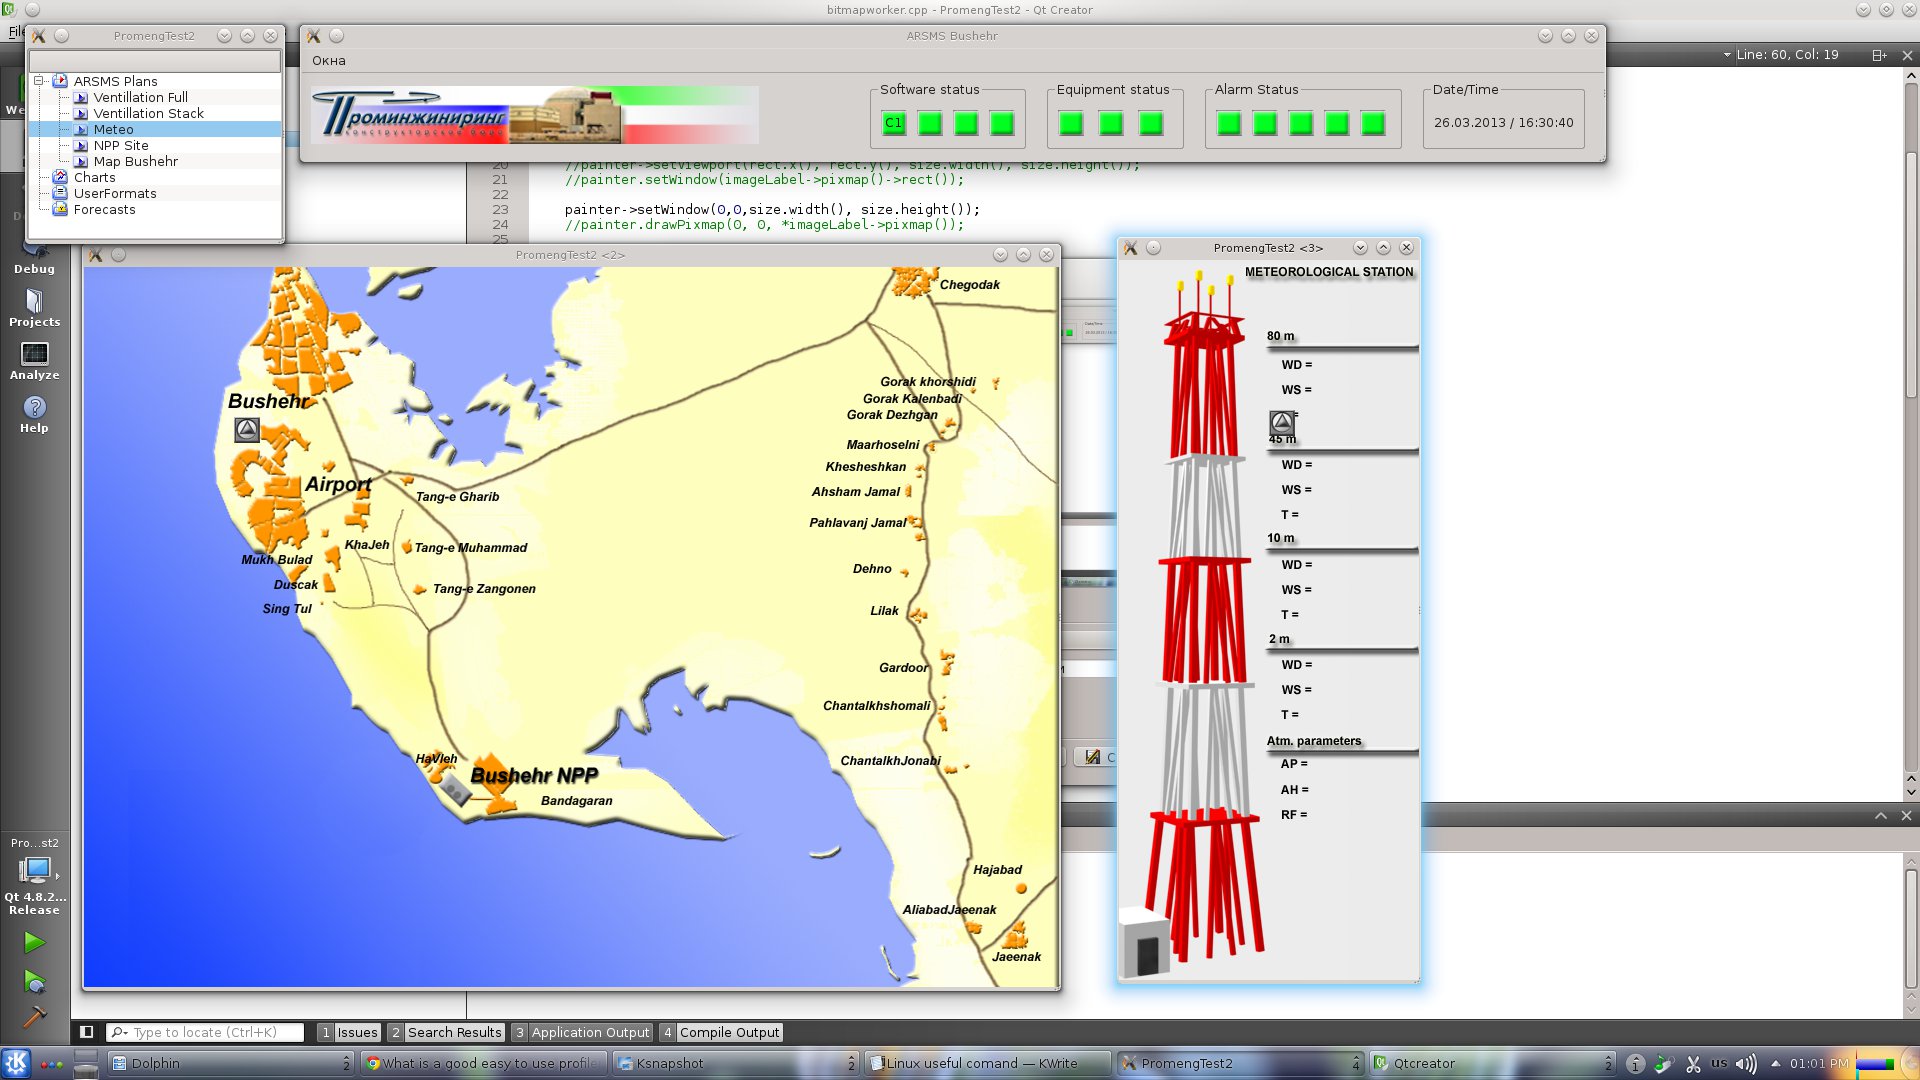 bitmapworker.cpp - PromengTest2 - Qt Creator
PromengTest2
ARSMS Plans
Ventillation Full
Ventillation Stack
Meteo
NPP Site
Map Bushehr
Charts
UserFormats
Forecasts
ARSMS Bushehr
Окна
Проминжиниринг
конструкторское бюро
Software status
C1
Equipment status
Alarm Status
Date/Time
26.03.2013 / 16:30:40
Line: 60, Col: 19
20 //painter->setViewport(rect.x(), rect.y(), size.width(), size.height());
21 //painter.setWindow(imageLabel->pixmap()->rect());
22
23 painter->setWindow(0,0,size.width(), size.height());
24 //painter.drawPixmap(0, 0, *imageLabel->pixmap());
25
Debug
Projects
Analyze
Help
Pro...st2
Qt 4.8.2...
Release
PromengTest2 <2>
Chegodak
Gorak khorshidi
Gorak Kalenbadi
Gorak Dezhgan
Bushehr
Maarhoselni
Khesheshkan
Airport
Ahsham Jamal
Tang-e Gharib
Pahlavanj Jamal
KhaJeh
Tang-e Muhammad
Mukh Bulad
Dehno
Duscak
Tang-e Zangonen
Sing Tul
Lilak
Gardoor
Chantalkhshomali
HaVleh
ChantalkhJonabi
Bushehr NPP
Bandagaran
Hajabad
AliabadJaeenak
Jaeenak
PromengTest2 <3>
METEOROLOGICAL STATION
80 m
WD =
WS =
=
45 m
WD =
WS =
T =
10 m
WD =
WS =
T =
2 m
WD =
WS =
T =
Atm. parameters
AP =
AH =
RF =
Type to locate (Ctrl+K)
1 Issues
2 Search Results
3 Application Output
4 Compile Output
Dolphin 2
What is a good easy to use profile
Ksnapshot 2
Linux useful comand — KWrite
PromengTest2 4
Qtcreator 2
us
01:01 PM